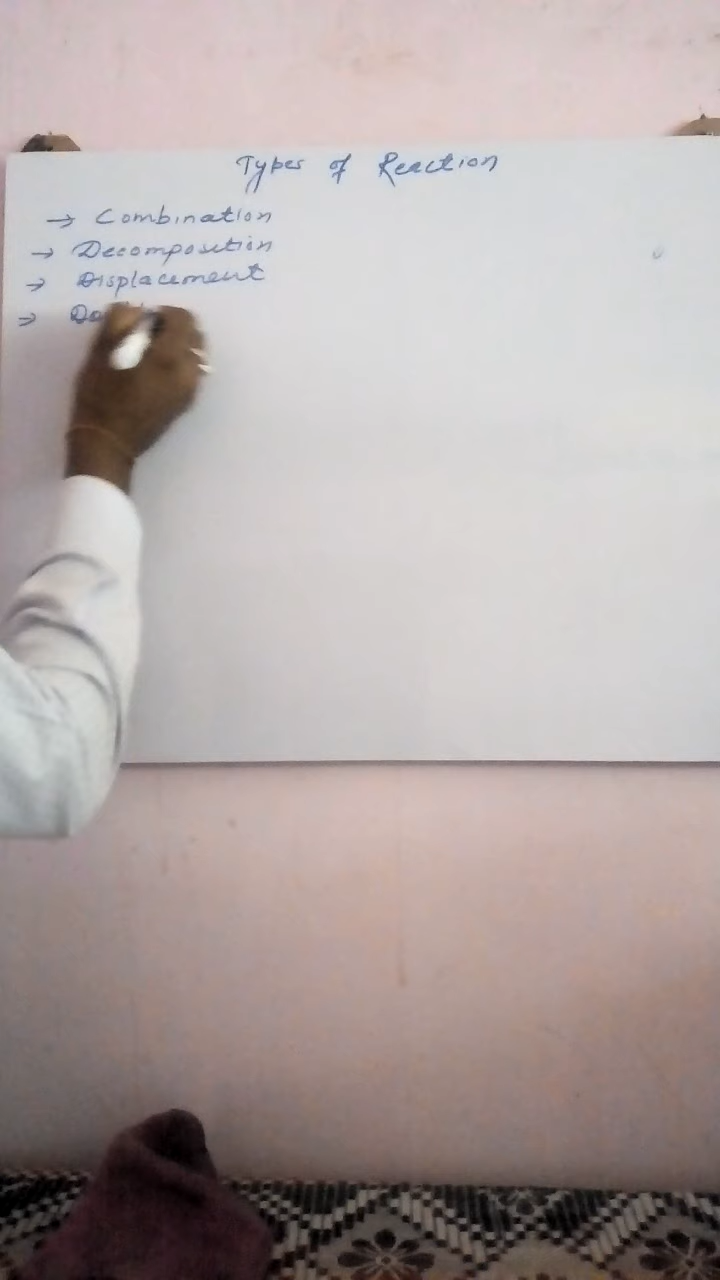 Types of Reaction
→ Combination
→ Decomposition
→ Displacement
→